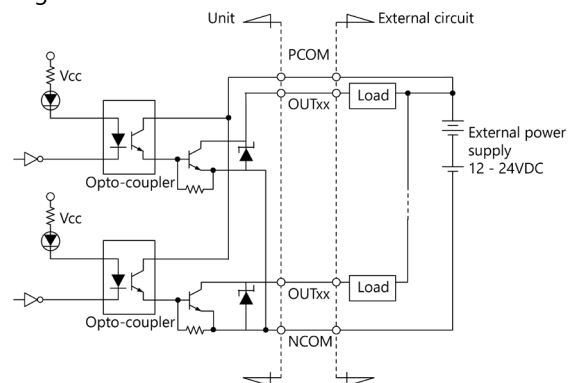 Unit
External circuit
PCOM
Vcc
OUTxx
Load
External power
supply
12 - 24VDC
Opto-coupler
Vcc
OUTxx
Load
Opto-coupler
NCOM